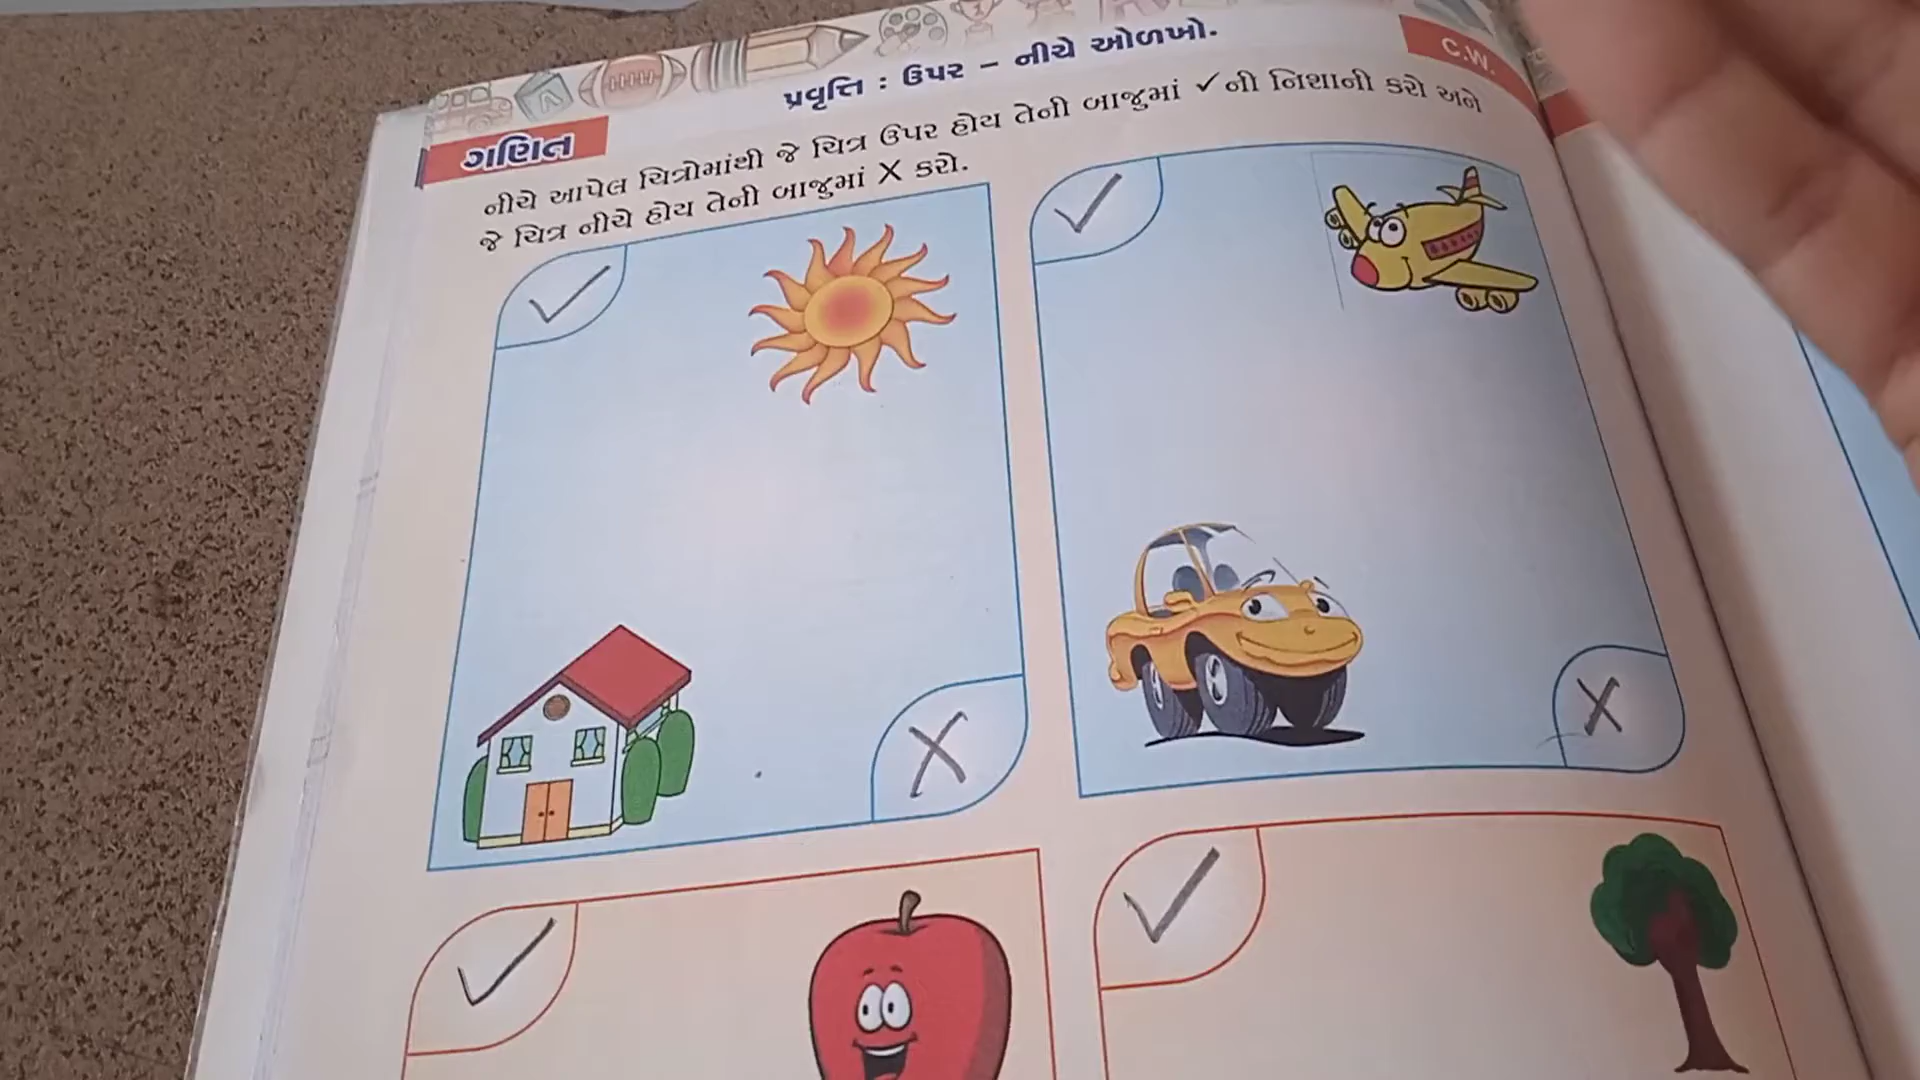 પ્રવૃત્તિ : ઉપર – નીચે ઓળખો.
C.W.
ગણિત
નીચે આપેલ ચિત્રોમાંથી જે ચિત્ર ઉપર હોય તેની બાજુમાં ✓ ની નિશાની કરો અને
જે ચિત્ર નીચે હોય તેની બાજુમાં X કરો.
✓
✓
X
X
✓
✓